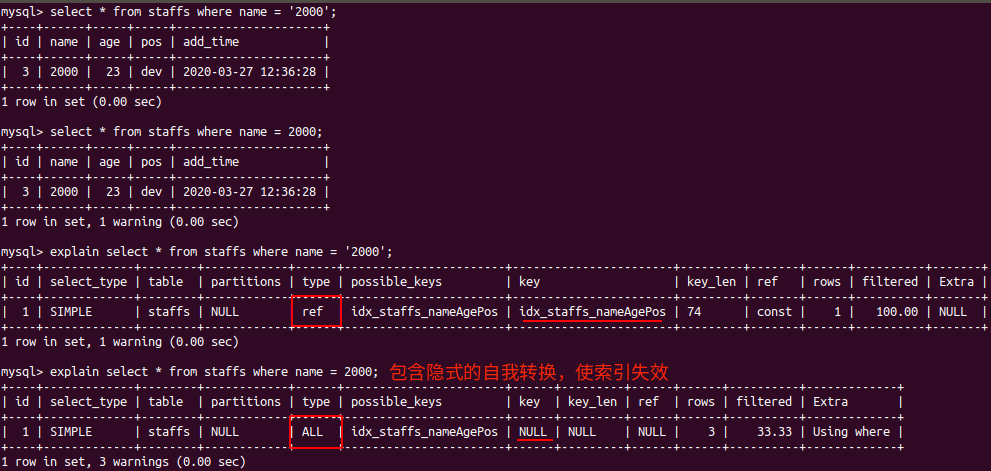 mysql> select * from staffs where name = '2000';
+----+------+-----+-----+---------------------+
| id | name | age | pos | add_time            |
+----+------+-----+-----+---------------------+
|  3 | 2000 |  23 | dev | 2020-03-27 12:36:28 |
+----+------+-----+-----+---------------------+
1 row in set (0.00 sec)
mysql> select * from staffs where name = 2000;
+----+------+-----+-----+---------------------+
| id | name | age | pos | add_time            |
+----+------+-----+-----+---------------------+
|  3 | 2000 |  23 | dev | 2020-03-27 12:36:28 |
+----+------+-----+-----+---------------------+
1 row in set, 1 warning (0.00 sec)
mysql> explain select * from staffs where name = '2000';
+----+-------------+--------+------------+------+-----------------------+-----------------------+---------+-------+------+----------+-------+
| id | select_type | table  | partitions | type | possible_keys         | key                   | key_len | ref   | rows | filtered | Extra |
+----+-------------+--------+------------+------+-----------------------+-----------------------+---------+-------+------+----------+-------+
|  1 | SIMPLE      | staffs | NULL       | ref  | idx_staffs_nameAgePos | idx_staffs_nameAgePos | 74      | const |    1 |   100.00 | NULL  |
+----+-------------+--------+------------+------+-----------------------+-----------------------+---------+-------+------+----------+-------+
1 row in set, 1 warning (0.00 sec)
mysql> explain select * from staffs where name = 2000; 包含隐式的自我转换，使索引失效
+----+-------------+--------+------------+------+-----------------------+------+---------+------+------+----------+-------------+
| id | select_type | table  | partitions | type | possible_keys         | key  | key_len | ref  | rows | filtered | Extra       |
+----+-------------+--------+------------+------+-----------------------+------+---------+------+------+----------+-------------+
|  1 | SIMPLE      | staffs | NULL       | ALL  | idx_staffs_nameAgePos | NULL | NULL    | NULL |    3 |    33.33 | Using where |
+----+-------------+--------+------------+------+-----------------------+------+---------+------+------+----------+-------------+
1 row in set, 3 warnings (0.00 sec)